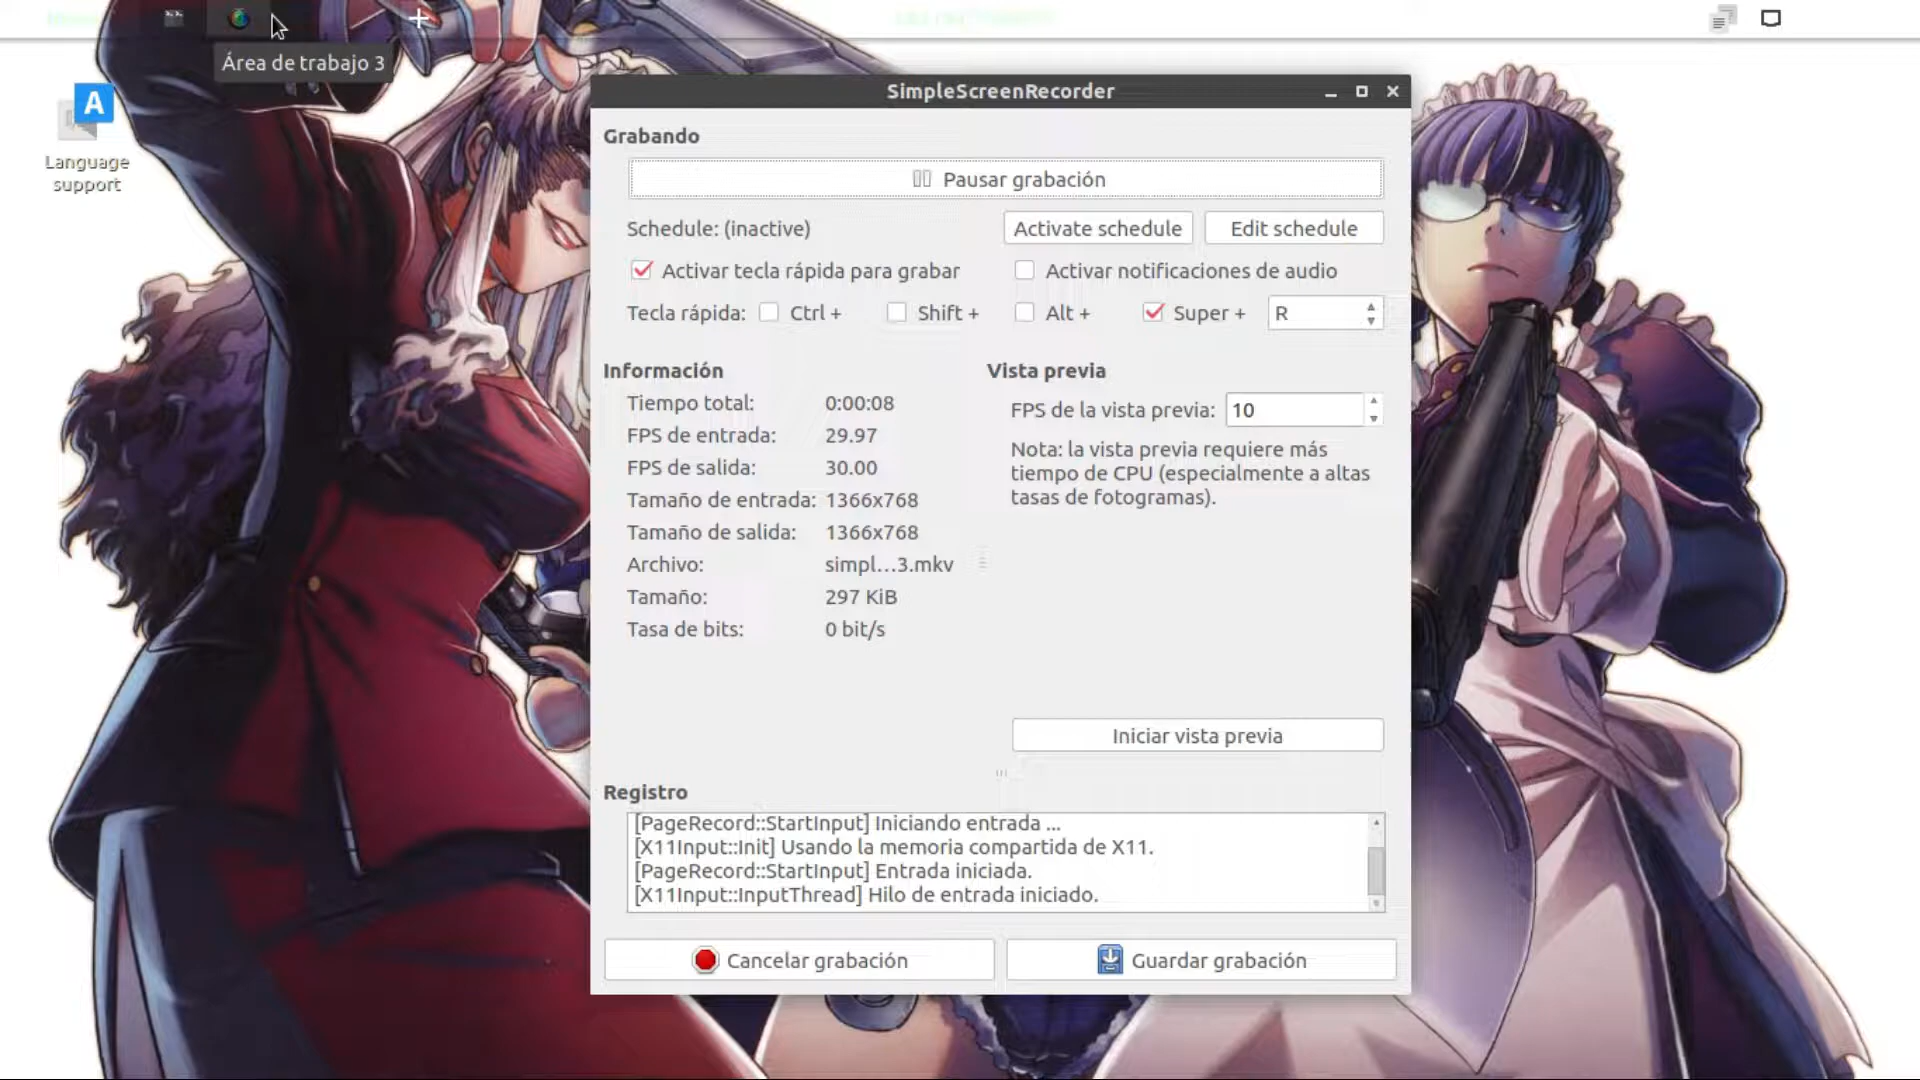 Área de trabajo 3
A
Language
support
SimpleScreenRecorder
Grabando
Pausar grabación
Schedule: (inactive)
Activate schedule
Edit schedule
Activar tecla rápida para grabar
Activar notificaciones de audio
Tecla rápida:
Ctrl +
Shift +
Alt +
Super +
R
Información
Tiempo total: 0:00:08
FPS de entrada: 29.97
FPS de salida: 30.00
Tamaño de entrada: 1366x768
Tamaño de salida: 1366x768
Archivo: simpl...3.mkv
Tamaño: 297 KiB
Tasa de bits: 0 bit/s
Vista previa
FPS de la vista previa: 10
Nota: la vista previa requiere más
tiempo de CPU (especialmente a altas
tasas de fotogramas).
Iniciar vista previa
Registro
[PageRecord::StartInput] Iniciando entrada ...
[X11Input::Init] Usando la memoria compartida de X11.
[PageRecord::StartInput] Entrada iniciada.
[X11Input::InputThread] Hilo de entrada iniciado.
Cancelar grabación
Guardar grabación